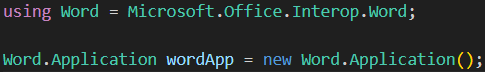 using Word = Microsoft.Office.Interop.Word;
Word.Application wordApp = new Word.Application();